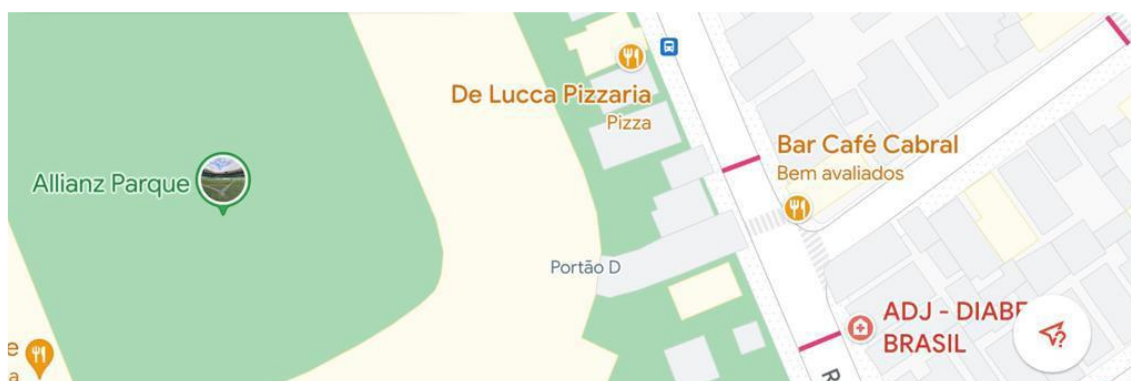 De Lucca Pizzaria
Pizza
Bar Café Cabral
Bem avaliados
Allianz Parque
Portão D
ADJ - DIABE
BRASIL
e
a
R
?